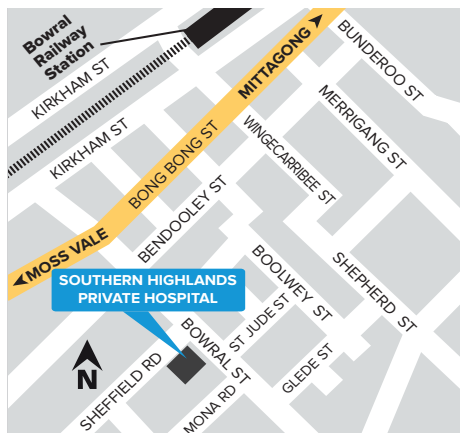 Bowral
Railway
Station
KIRKHAM ST
KIRKHAM ST
MITTAGONG
BUNDEROO ST
MERRIGANG ST
WINGECARRIBEE ST
BONG BONG ST
BENDOOLEY ST
MOSS VALE
SOUTHERN HIGHLANDS
PRIVATE HOSPITAL
BOOLWEY ST
SHEPHERD ST
ST JUDE ST
BOWRAL ST
GLEDE ST
SHEFFIELD RD
MONA RD
N